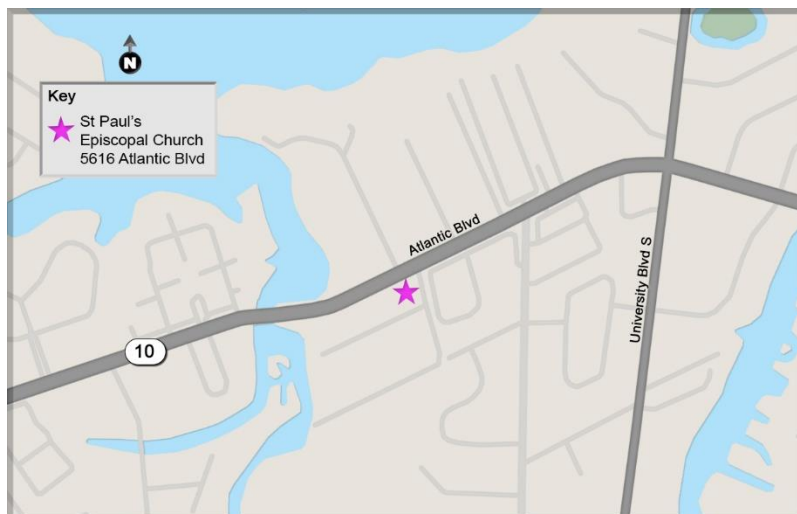 N
Key
St Paul's
Episcopal Church
5616 Atlantic Blvd
Atlantic Blvd
University Blvd S
10